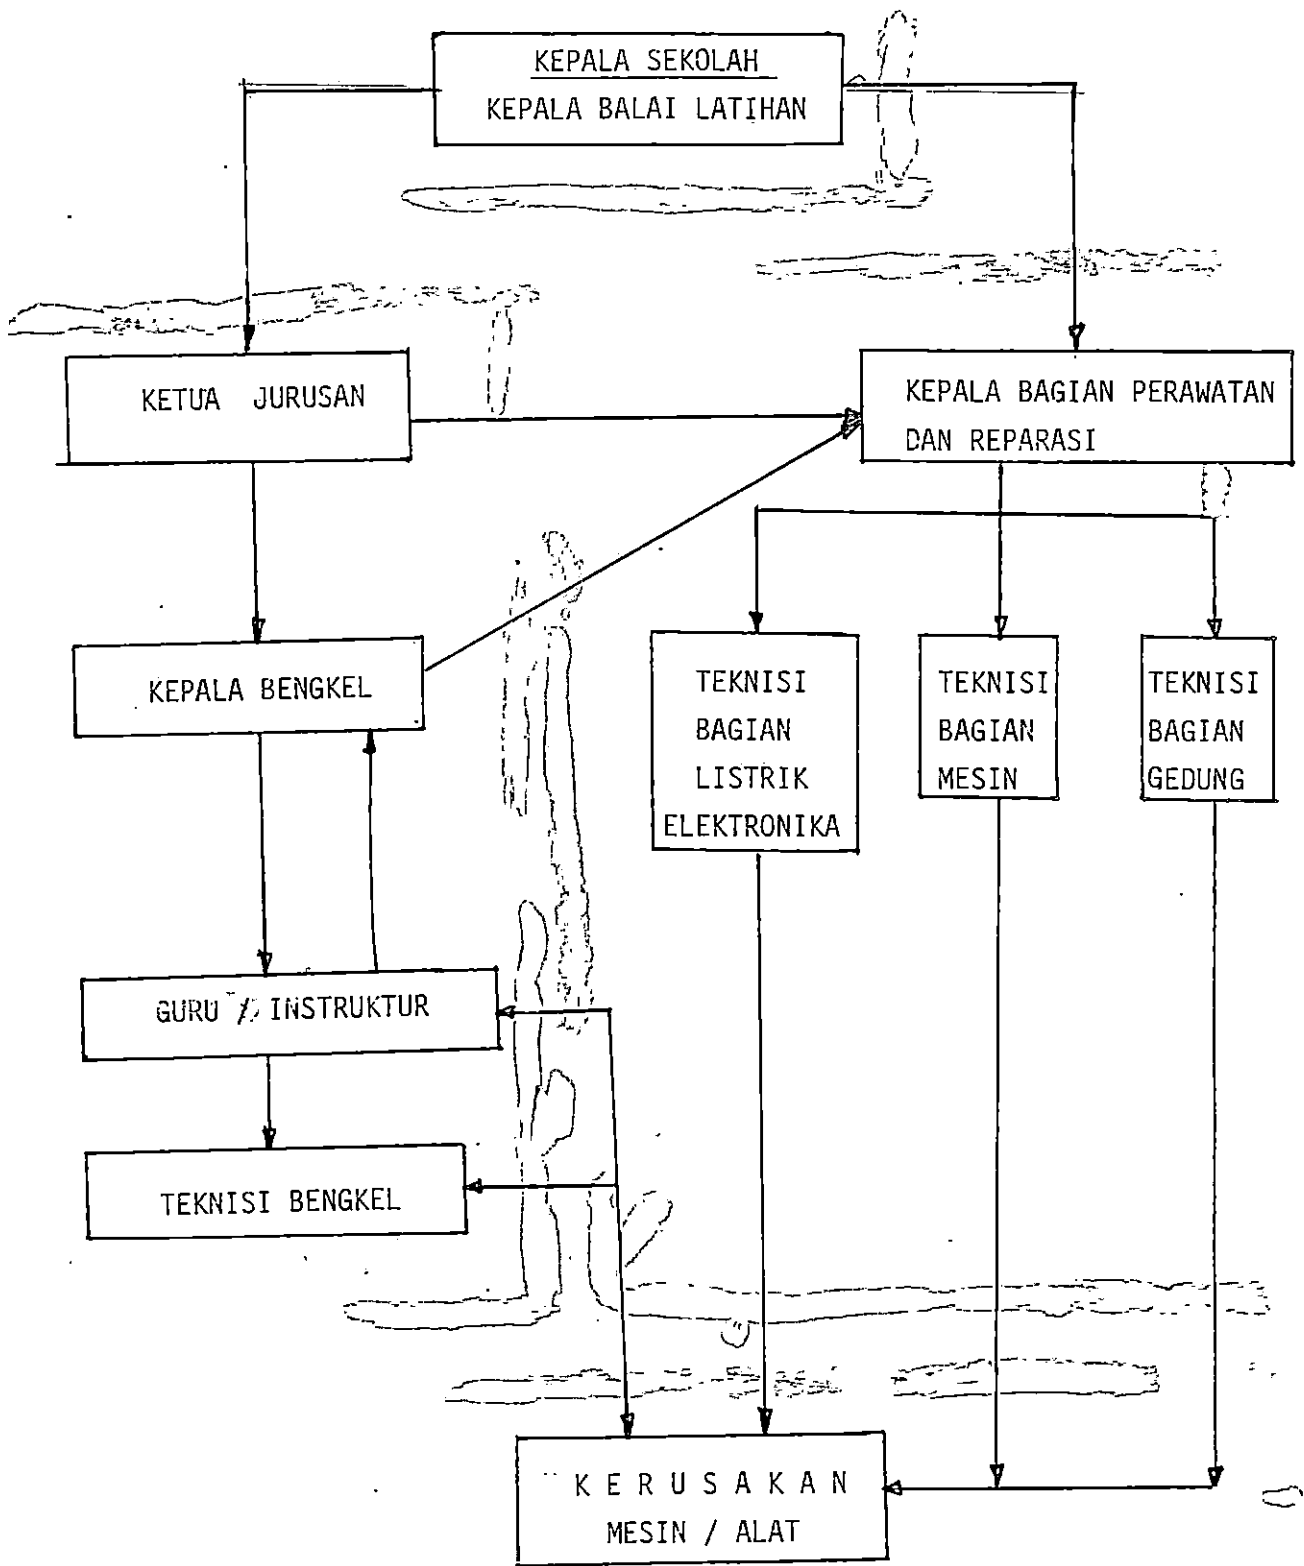 KEPALA SEKOLAH
KEPALA BALAI LATIHAN
KETUA JURUSAN
KEPALA BAGIAN PERAWATAN
DAN REPARASI
KEPALA BENGKEL
TEKNISI
BAGIAN
LISTRIK
ELEKTRONIKA
TEKNISI
BAGIAN
MESIN
TEKNISI
BAGIAN
GEDUNG
GURU / INSTRUKTUR
TEKNISI BENGKEL
K E R U S A K A N
MESIN / ALAT